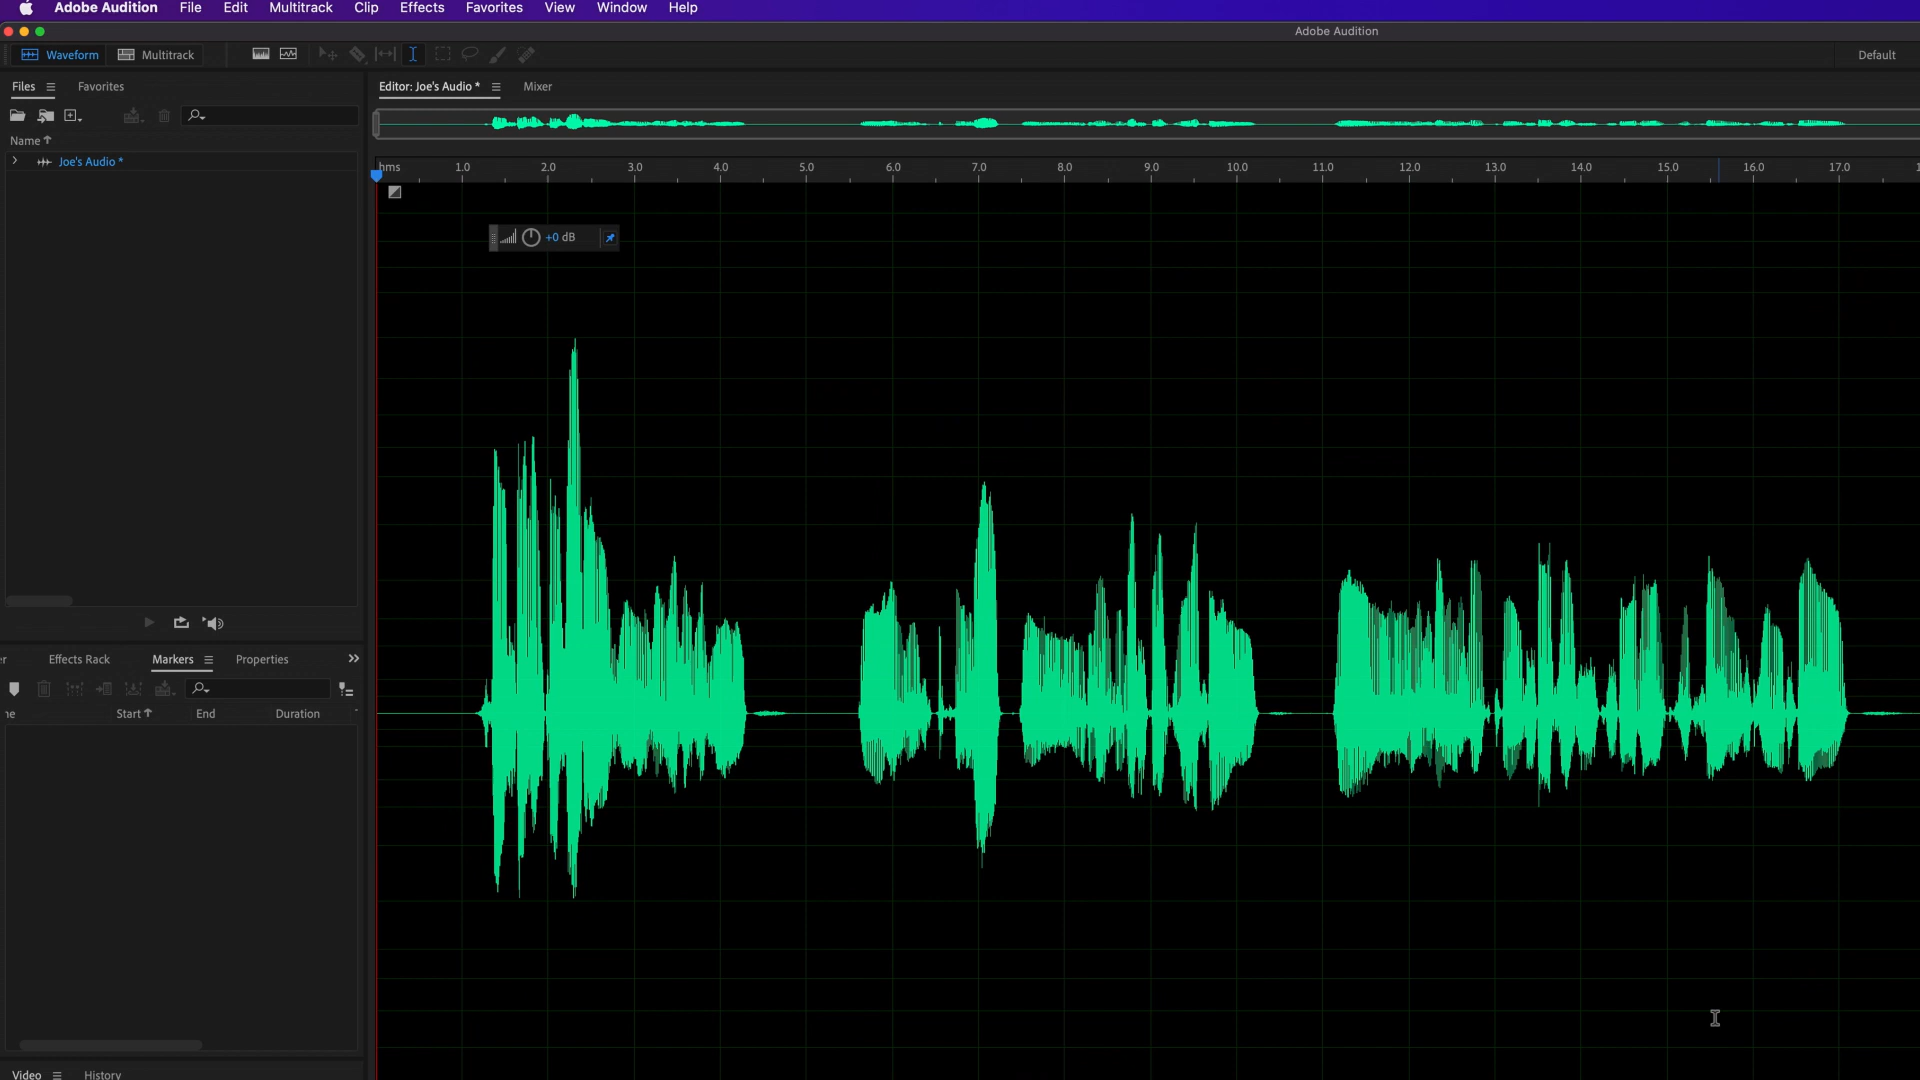 Adobe Audition File Edit Multitrack Clip Effects Favorites View Window Help
Adobe Audition
Waveform Multitrack Default
Files Favorites Editor: Joe's Audio * Mixer
Name
Joe's Audio *
hms 1.0 2.0 3.0 4.0 5.0 6.0 7.0 8.0 9.0 10.0 11.0 12.0 13.0 14.0 15.0 16.0 17.0
+0 dB
Effects Rack Markers Properties
Start End Duration
Video History